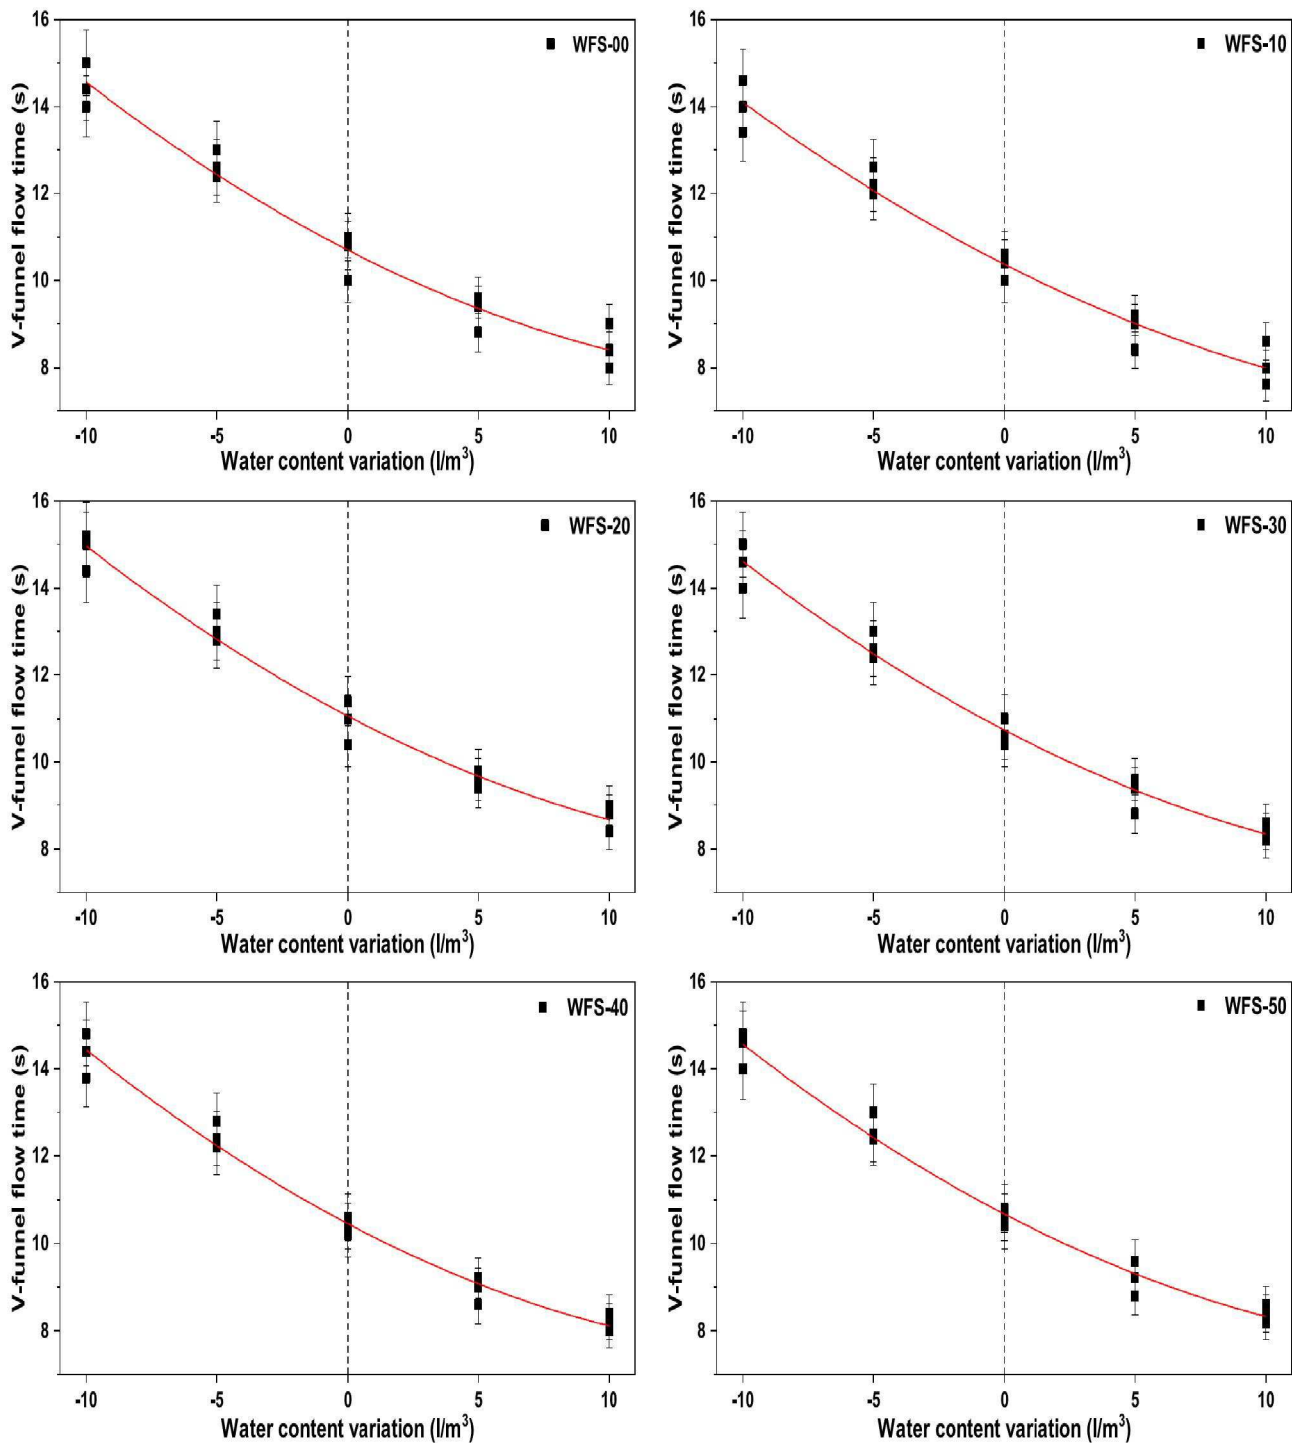 WFS-00
V-funnel flow time (s)
16
14
12
10
8
-10 -5 0 5 10
Water content variation (l/m³)
WFS-10
V-funnel flow time (s)
16
14
12
10
8
-10 -5 0 5 10
Water content variation (l/m³)
WFS-20
V-funnel flow time (s)
16
14
12
10
8
-10 -5 0 5 10
Water content variation (l/m³)
WFS-30
V-funnel flow time (s)
16
14
12
10
8
-10 -5 0 5 10
Water content variation (l/m³)
WFS-40
V-funnel flow time (s)
16
14
12
10
8
-10 -5 0 5 10
Water content variation (l/m³)
WFS-50
V-funnel flow time (s)
16
14
12
10
8
-10 -5 0 5 10
Water content variation (l/m³)